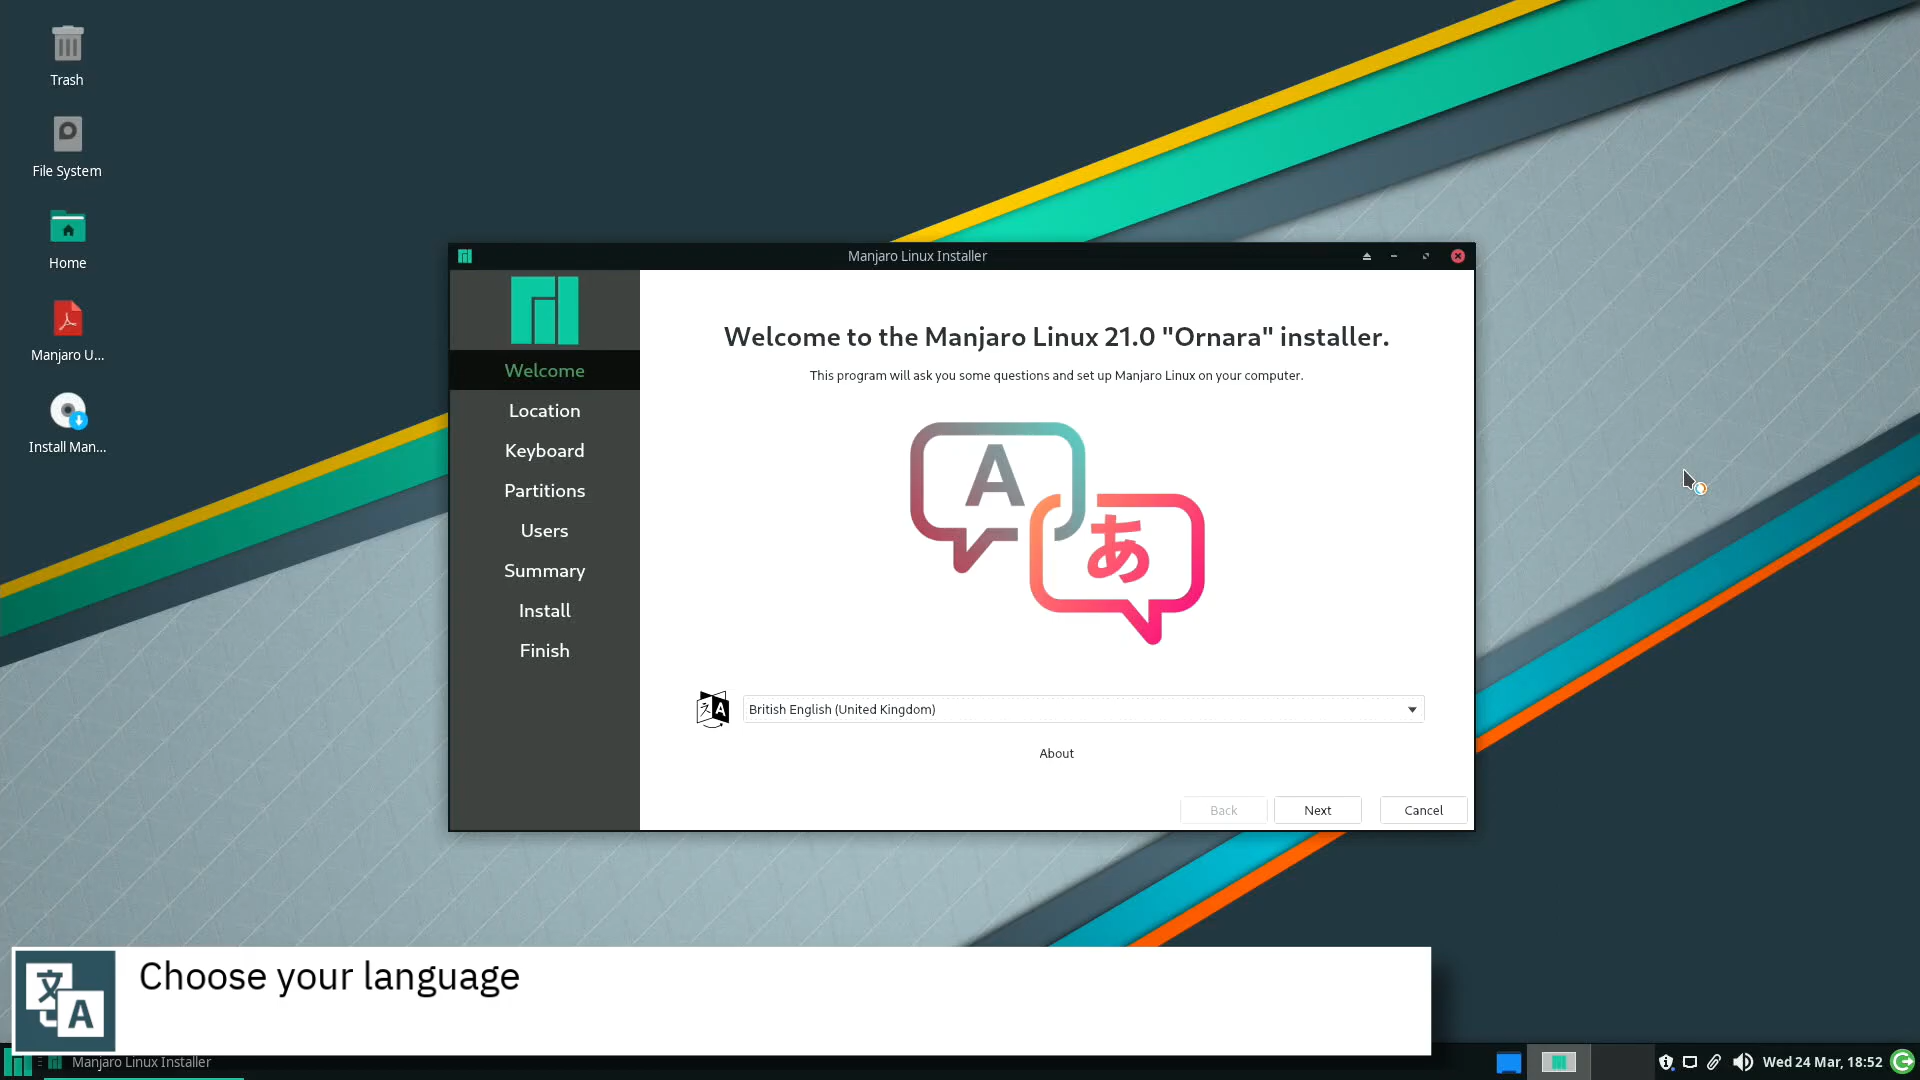 Trash
File System
Home
Manjaro U...
Install Man...
Manjaro Linux Installer
Welcome
Location
Keyboard
Partitions
Users
Summary
Install
Finish
Welcome to the Manjaro Linux 21.0 "Ornara" installer.
This program will ask you some questions and set up Manjaro Linux on your computer.
A
あ
British English (United Kingdom)
About
Back
Next
Cancel
文
A
Choose your language
Manjaro Linux Installer
Wed 24 Mar, 18:52